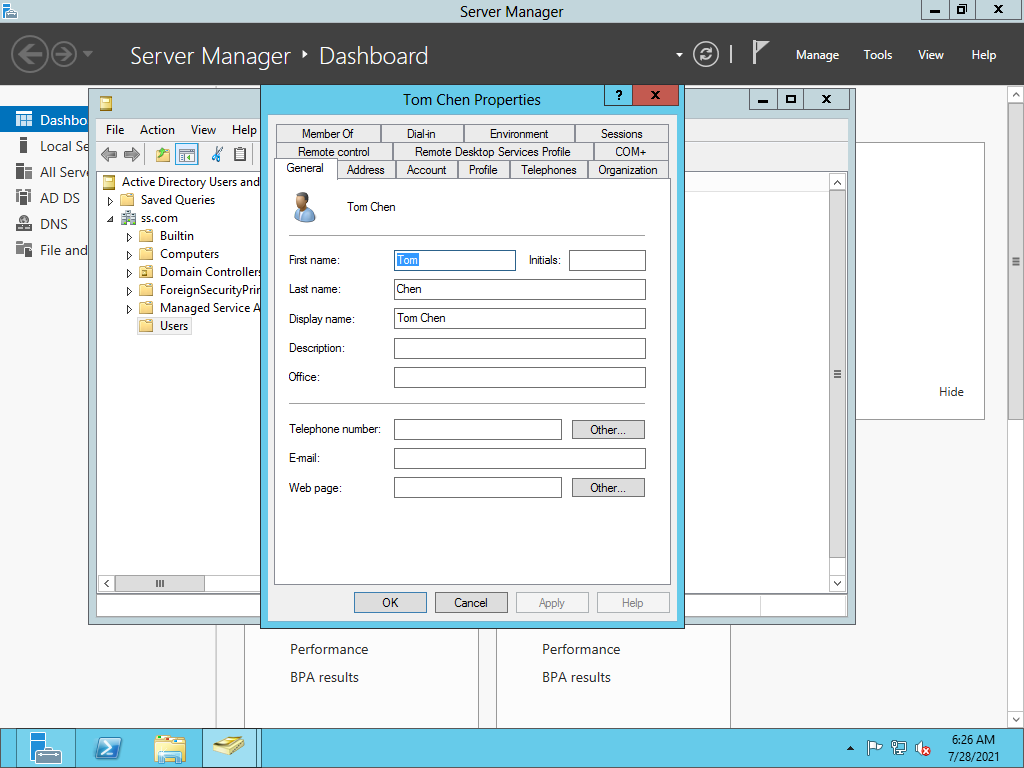 Server Manager
Server Manager
Dashboard
Manage
Tools
View
Help
Dashbo
Local Se
All Serve
AD DS
DNS
File and
File
Action
View
Help
Active Directory Users and
Saved Queries
ss.com
Builtin
Computers
Domain Controllers
ForeignSecurityPrin
Managed Service A
Users
Tom Chen Properties
?
Member Of
Dial-in
Environment
Sessions
Remote control
Remote Desktop Services Profile
COM+
General
Address
Account
Profile
Telephones
Organization
Tom Chen
First name:
Tom
Initials:
Last name:
Chen
Display name:
Tom Chen
Description:
Office:
Telephone number:
Other...
E-mail:
Web page:
Other...
OK
Cancel
Apply
Help
Hide
Performance
BPA results
Performance
BPA results
6:26 AM
7/28/2021